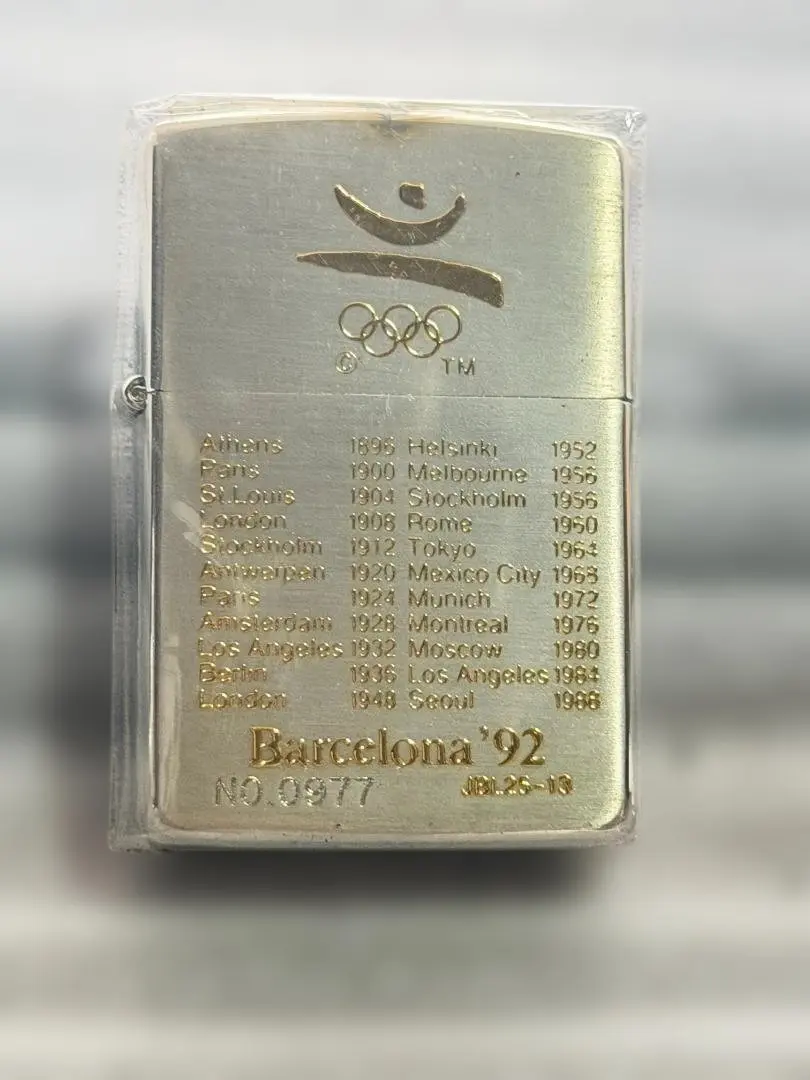 © TM
Athens 1896 Helsinki 1952
Paris 1900 Melbourne 1956
St.Louis 1904 Stockholm 1956
London 1908 Rome 1960
Stockholm 1912 Tokyo 1964
Antwerpen 1920 Mexico City 1968
Paris 1924 Munich 1972
Amsterdam 1928 Montreal 1976
Los Angeles 1932 Moscow 1980
Berlin 1936 Los Angeles 1984
London 1948 Seoul 1988
Barcelona '92
NO.0977 JBL25-13